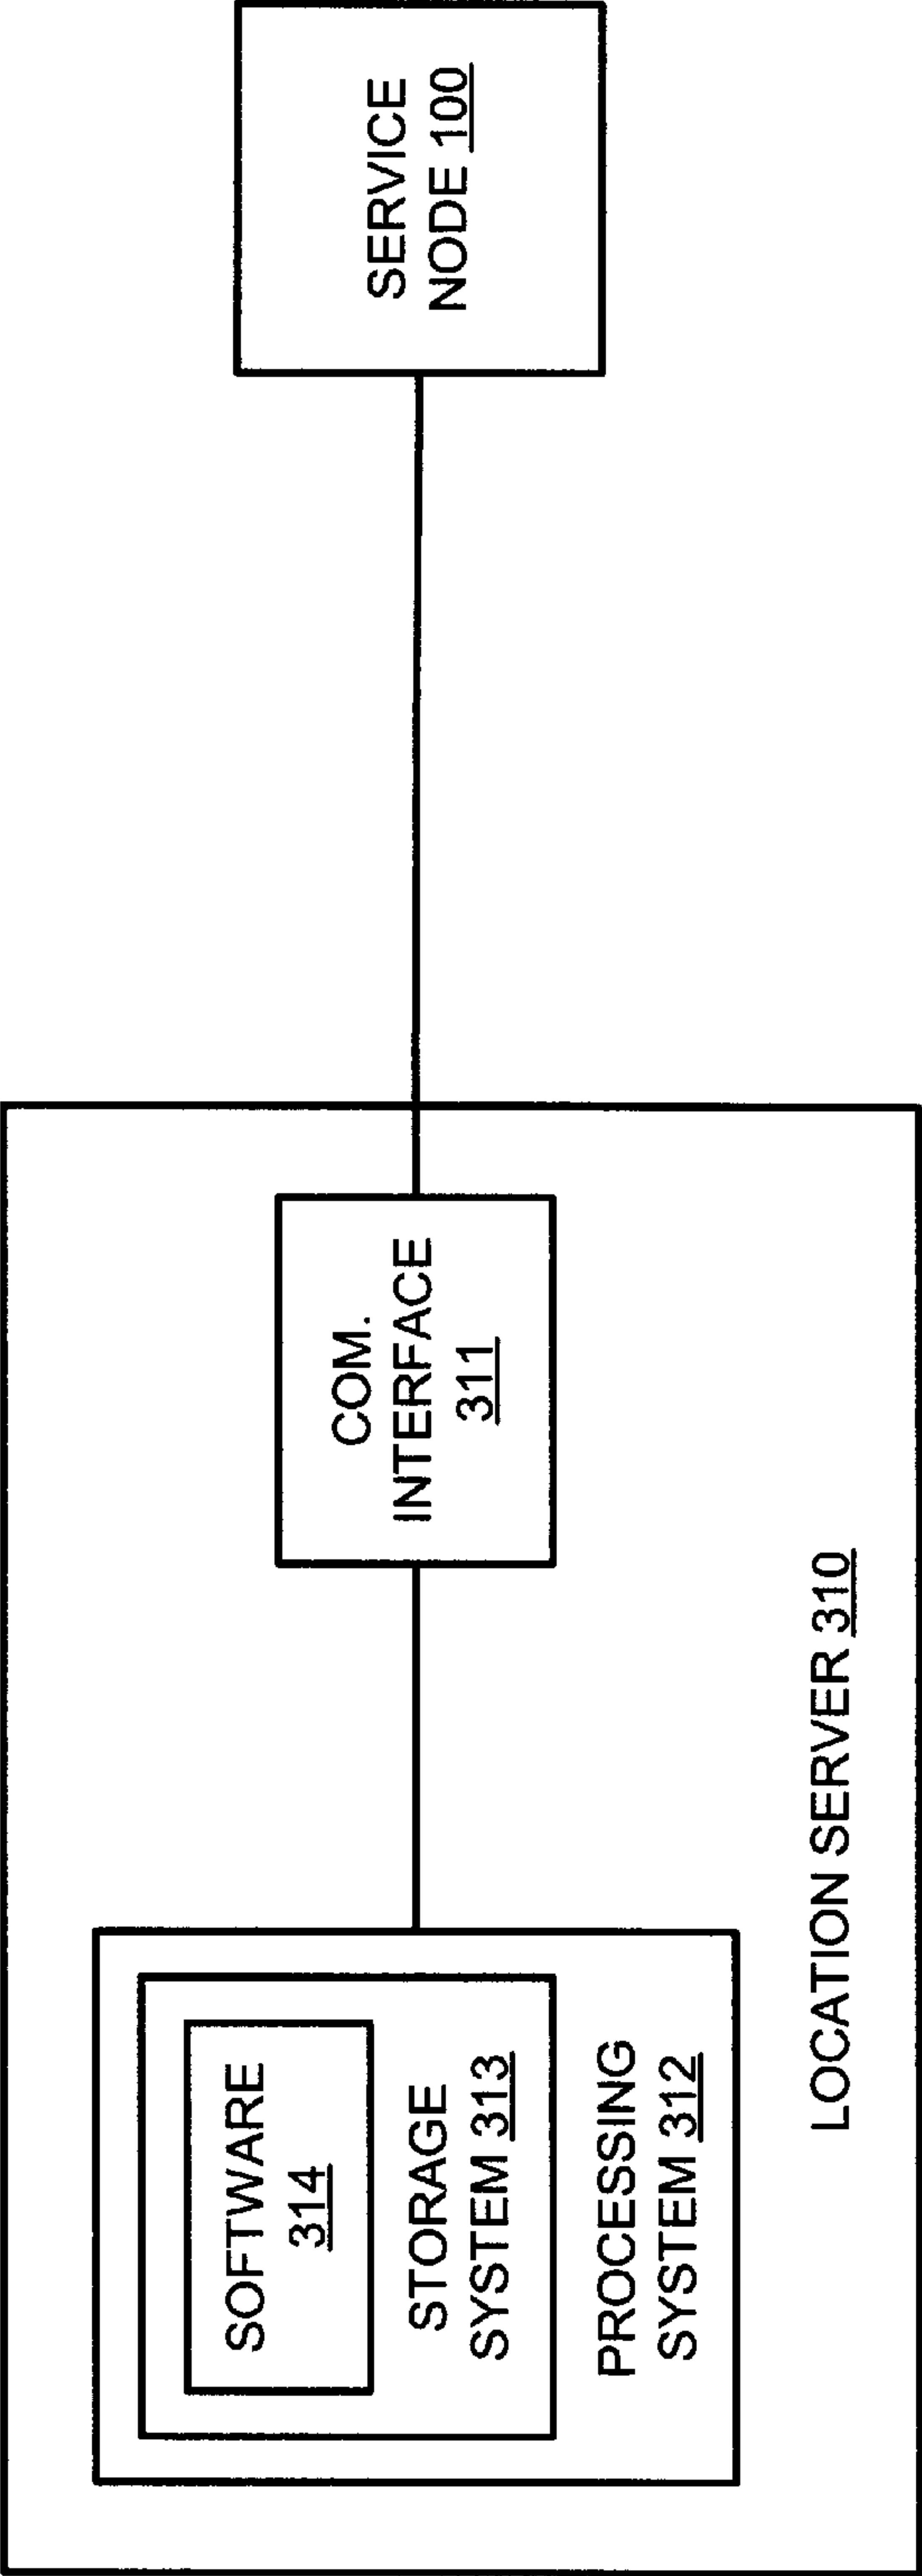 SOFTWARE
314
STORAGE
SYSTEM 313
PROCESSING
SYSTEM 312
COM.
INTERFACE
311
LOCATION SERVER 310
SERVICE
NODE 100